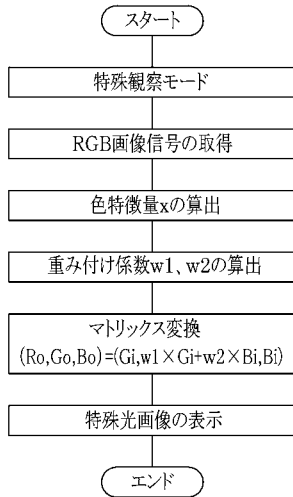 スタート
特殊観察モード
RGB画像信号の取得
色特徴量xの算出
重み付け係数w1、w2の算出
マトリックス変換
(Ro,Go,Bo)=(Gi,w1×Gi+w2×Bi,Bi)
特殊光画像の表示
エンド